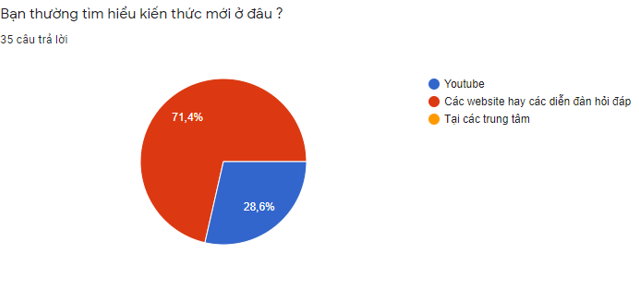 Bạn thường tìm hiểu kiến thức mới ở đâu ?
35 câu trả lời
Youtube
Các website hay các diễn đàn hỏi đáp
Tại các trung tâm
71,4%
28,6%